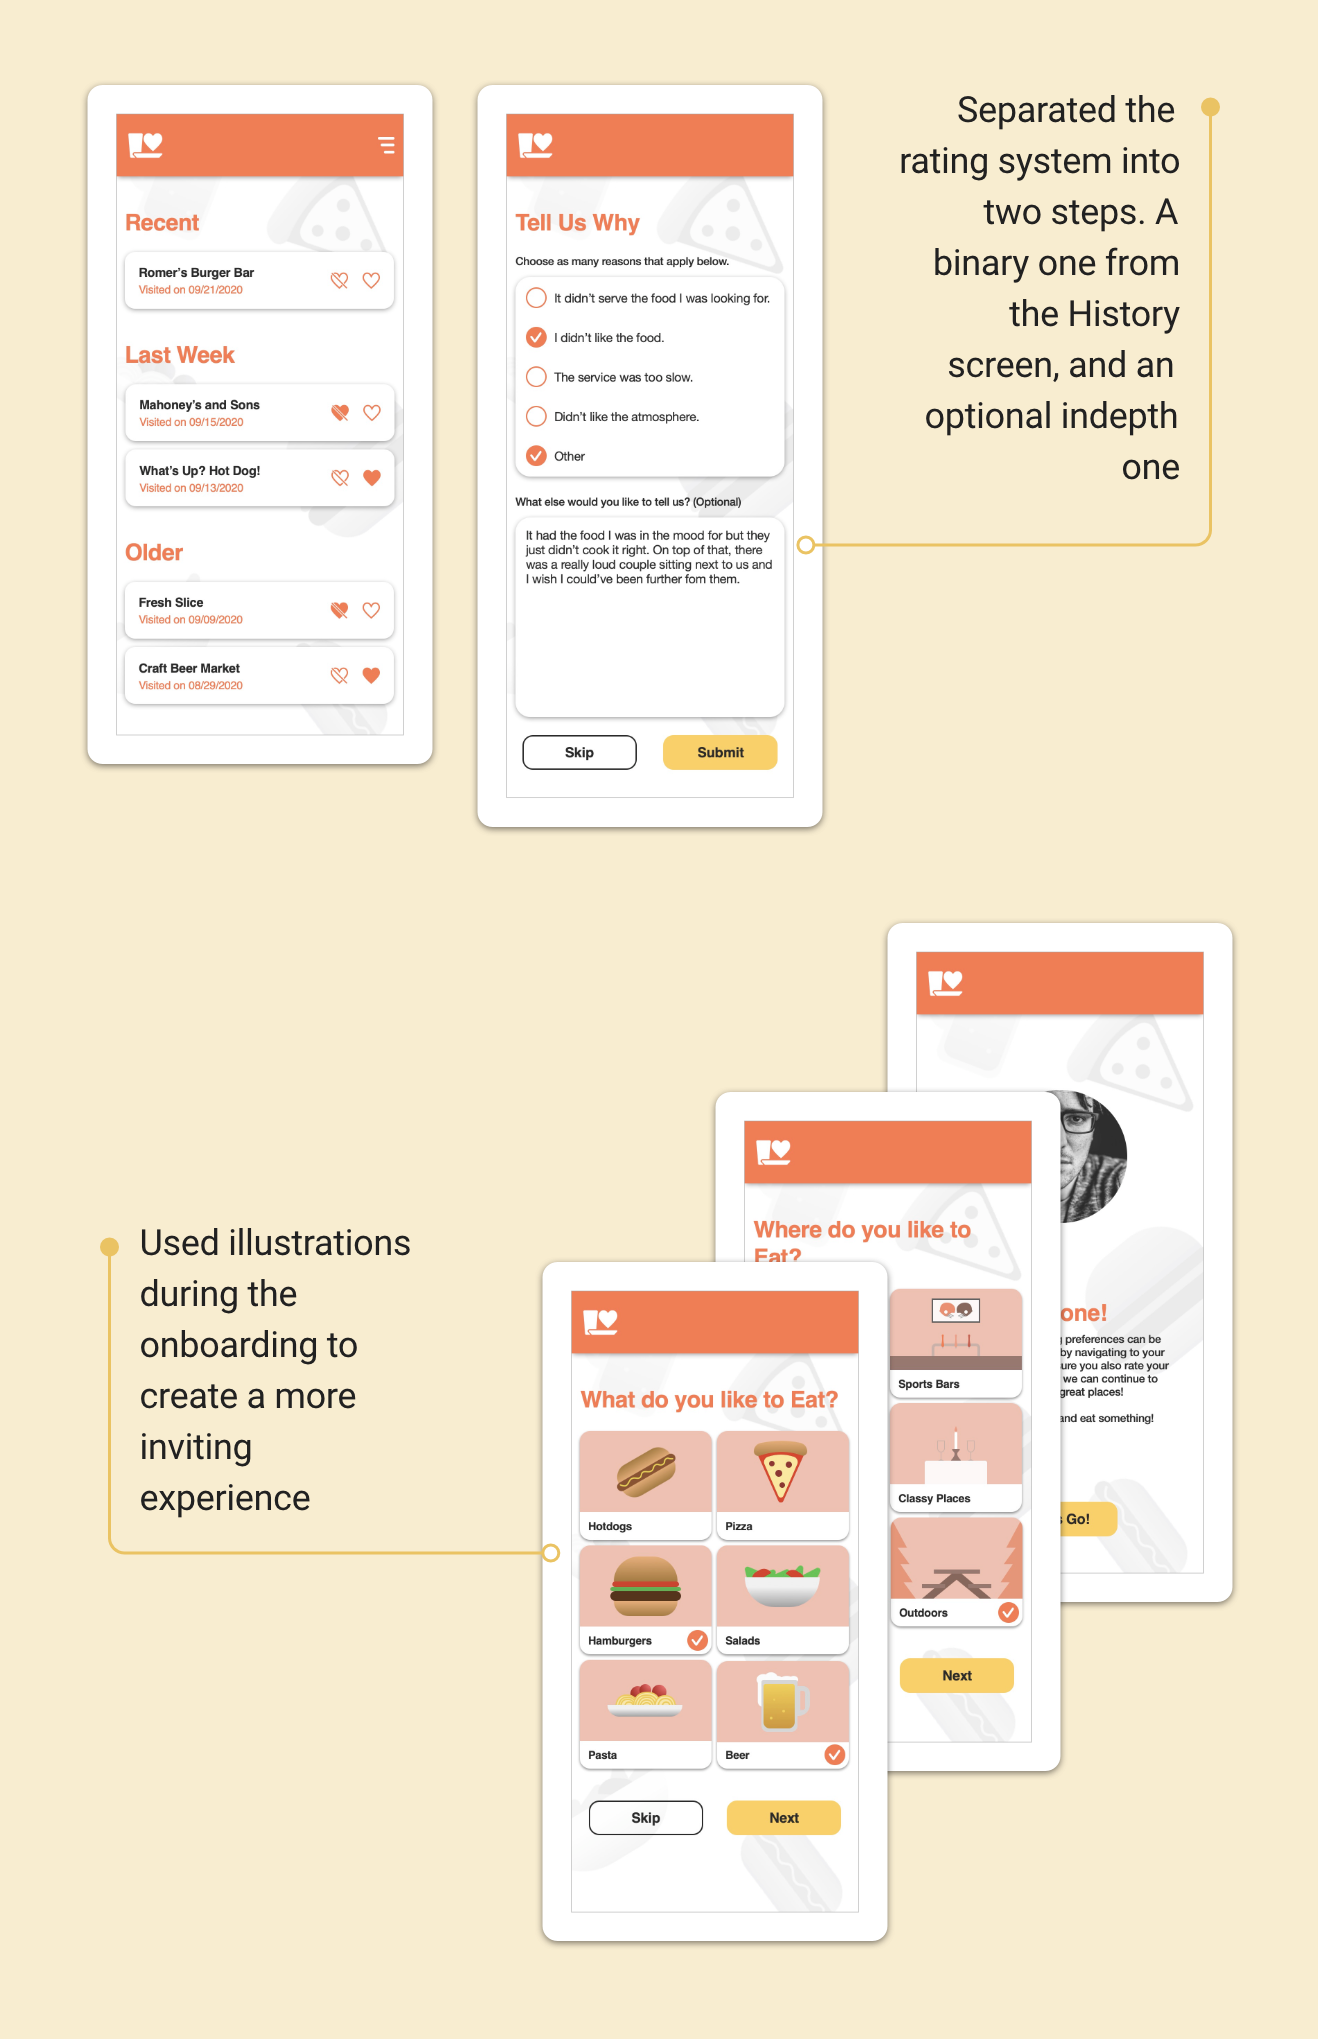 Recent
Romer's Burger Bar
Visited on 09/21/2020
Last Week
Mahoney's and Sons
Visited on 09/15/2020
What's Up? Hot Dog!
Visited on 09/13/2020
Older
Fresh Slice
Visited on 09/09/2020
Craft Beer Market
Visited on 08/29/2020
Tell Us Why
Choose as many reasons that apply below.
It didn't serve the food I was looking for.
I didn't like the food.
The service was too slow.
Didn't like the atmosphere.
Other
What else would you like to tell us? (Optional)
It had the food I was in the mood for but they
just didn't cook it right. On top of that, there
was a really loud couple sitting next to us and
I wish I could've been further fom them.
Skip
Submit
Separated the
rating system into
two steps. A
binary one from
the History
screen, and an
optional indepth
one
Used illustrations
during the
onboarding to
create a more
inviting
experience
What do you like to Eat?
Hotdogs
Pizza
Hamburgers
Salads
Pasta
Beer
Skip
Next
Where do you like to
Eat?
Sports Bars
Classy Places
Outdoors
Next
one!
preferences can be
by navigating to your
ure you also rate your
we can continue to
great places!
and eat something!
Go!